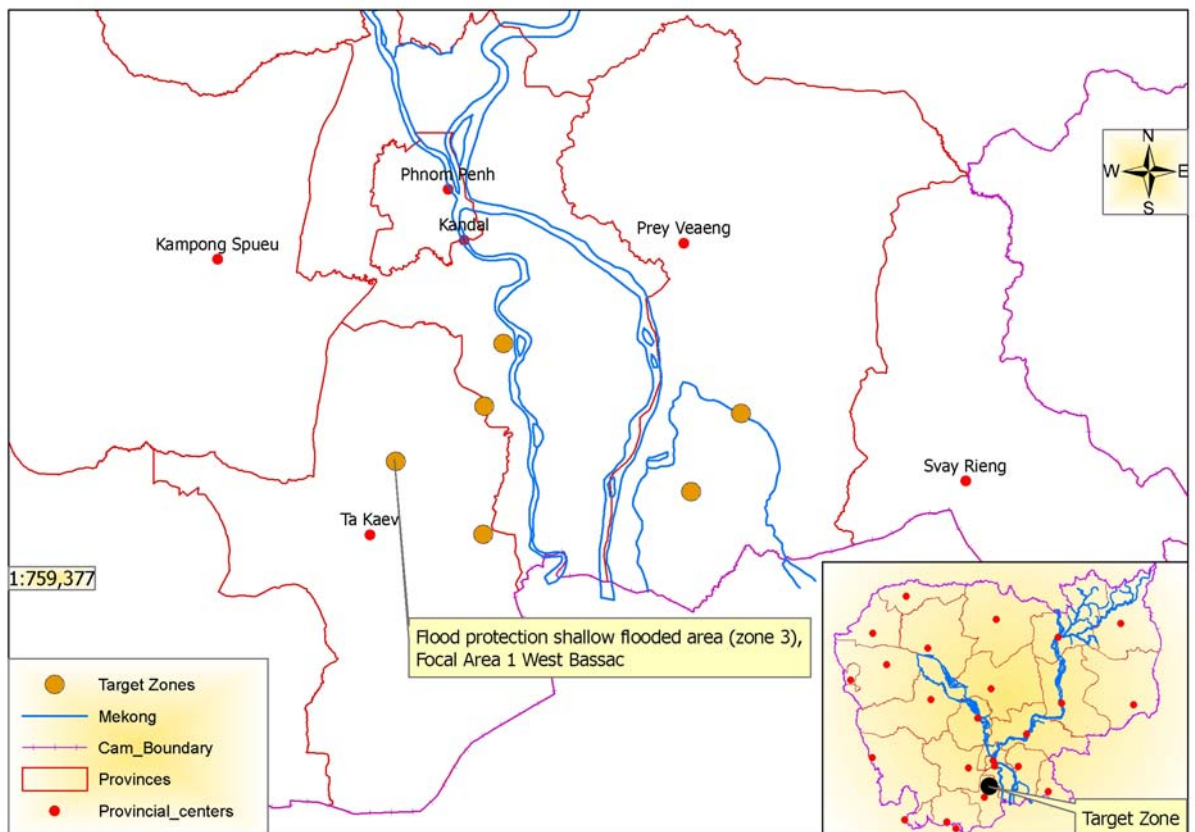 N
W E
S
Phnom Penh
Kandal
Prey Veaeng
Kampong Spueu
Svay Rieng
Ta Kaev
1:759,377
Flood protection shallow flooded area (zone 3),
Focal Area 1 West Bassac
Target Zones
Mekong
Cam_Boundary
Provinces
Provincial_centers
Target Zone